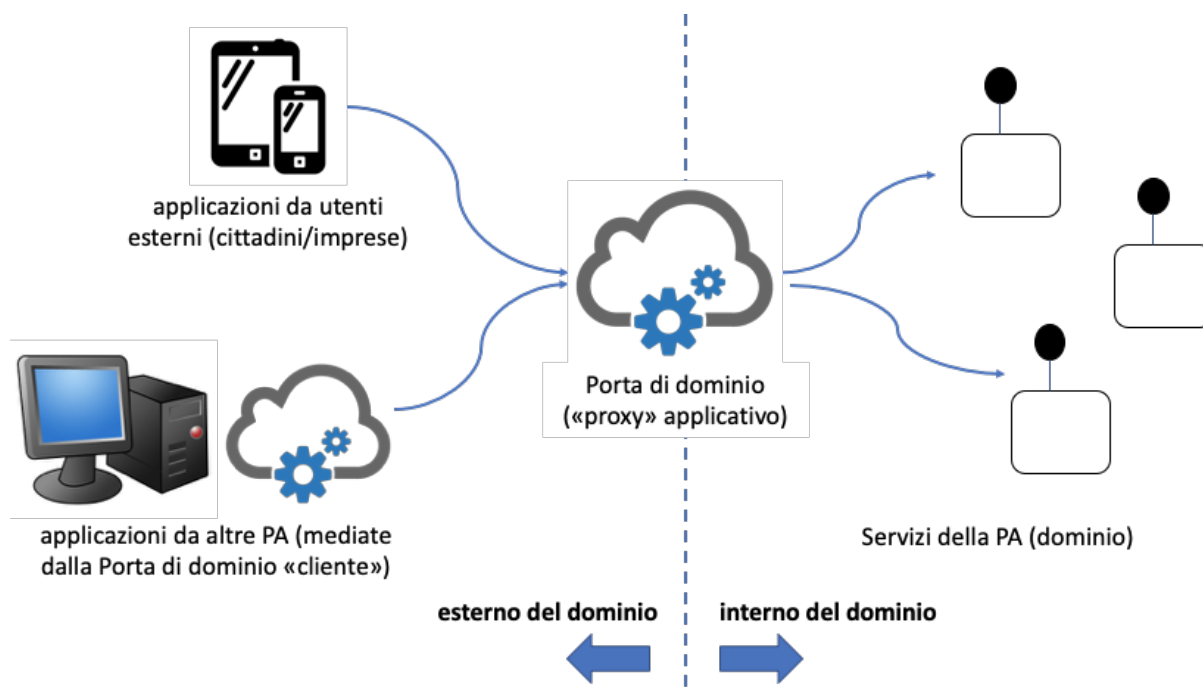 applicazioni da utenti
esterni (cittadini/imprese)
Porta di dominio
(«proxy» applicativo)
applicazioni da altre PA (mediate
dalla Porta di dominio «cliente»)
Servizi della PA (dominio)
esterno del dominio
interno del dominio